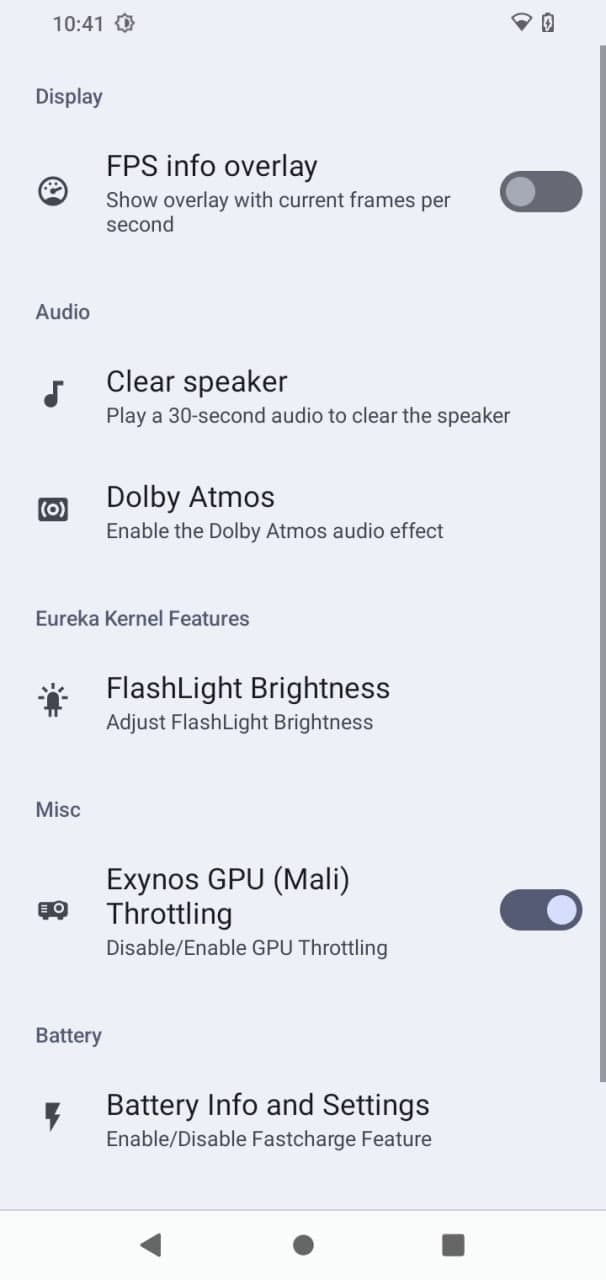 10:41
Display
FPS info overlay
Show overlay with current frames per
second
Audio
Clear speaker
Play a 30-second audio to clear the speaker
Dolby Atmos
Enable the Dolby Atmos audio effect
Eureka Kernel Features
FlashLight Brightness
Adjust FlashLight Brightness
Misc
Exynos GPU (Mali)
Throttling
Disable/Enable GPU Throttling
Battery
Battery Info and Settings
Enable/Disable Fastcharge Feature